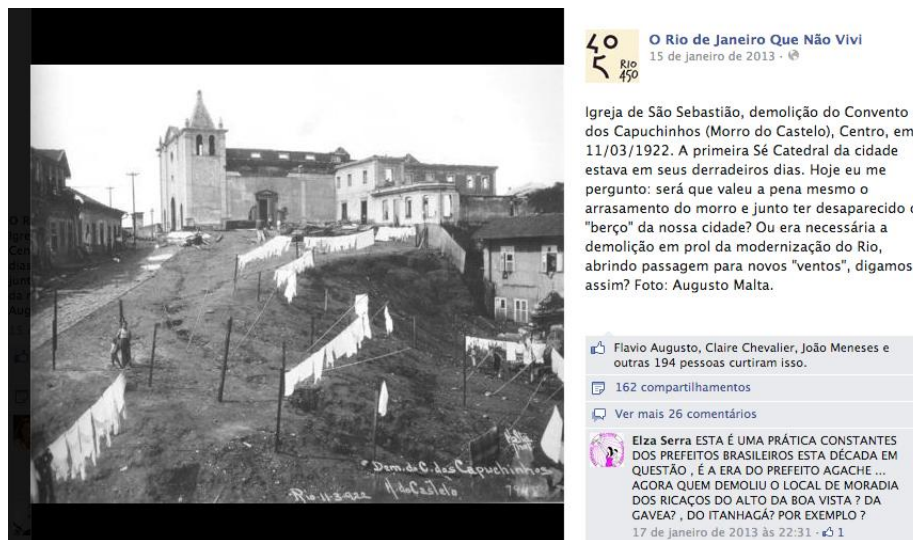 O Rio de Janeiro Que Não Vivi
15 de janeiro de 2013
RIO
450
Igreja de São Sebastião, demolição do Convento
dos Capuchinhos (Morro do Castelo), Centro, em
11/03/1922. A primeira Sé Catedral da cidade
estava em seus derradeiros dias. Hoje eu me
pergunto: será que valeu a pena mesmo o
arrasamento do morro e junto ter desaparecido
"berço" da nossa cidade? Ou era necessária a
demolição em prol da modernização do Rio,
abrindo passagem para novos "ventos", digamos
assim? Foto: Augusto Malta.
Flavio Augusto, Claire Chevalier, João Meneses e
outras 194 pessoas curtiram isso.
162 compartilhamentos
Ver mais 26 comentários
Elza Serra ESTA É UMA PRÁTICA CONSTANTES
DOS PREFEITOS BRASILEIROS ESTA DÉCADA EM
QUESTÃO , É A ERA DO PREFEITO AGACHE ...
AGORA QUEM DEMOLIU O LOCAL DE MORADIA
DOS RICAÇOS DO ALTO DA BOA VISTA ? DA
GAVEA? , DO ITANHAGÁ? POR EXEMPLO ?
17 de janeiro de 2013 às 22:31 · 1
Dem. do C. dos Capuchinhos
M. do Castelo
Rio-11-3-922